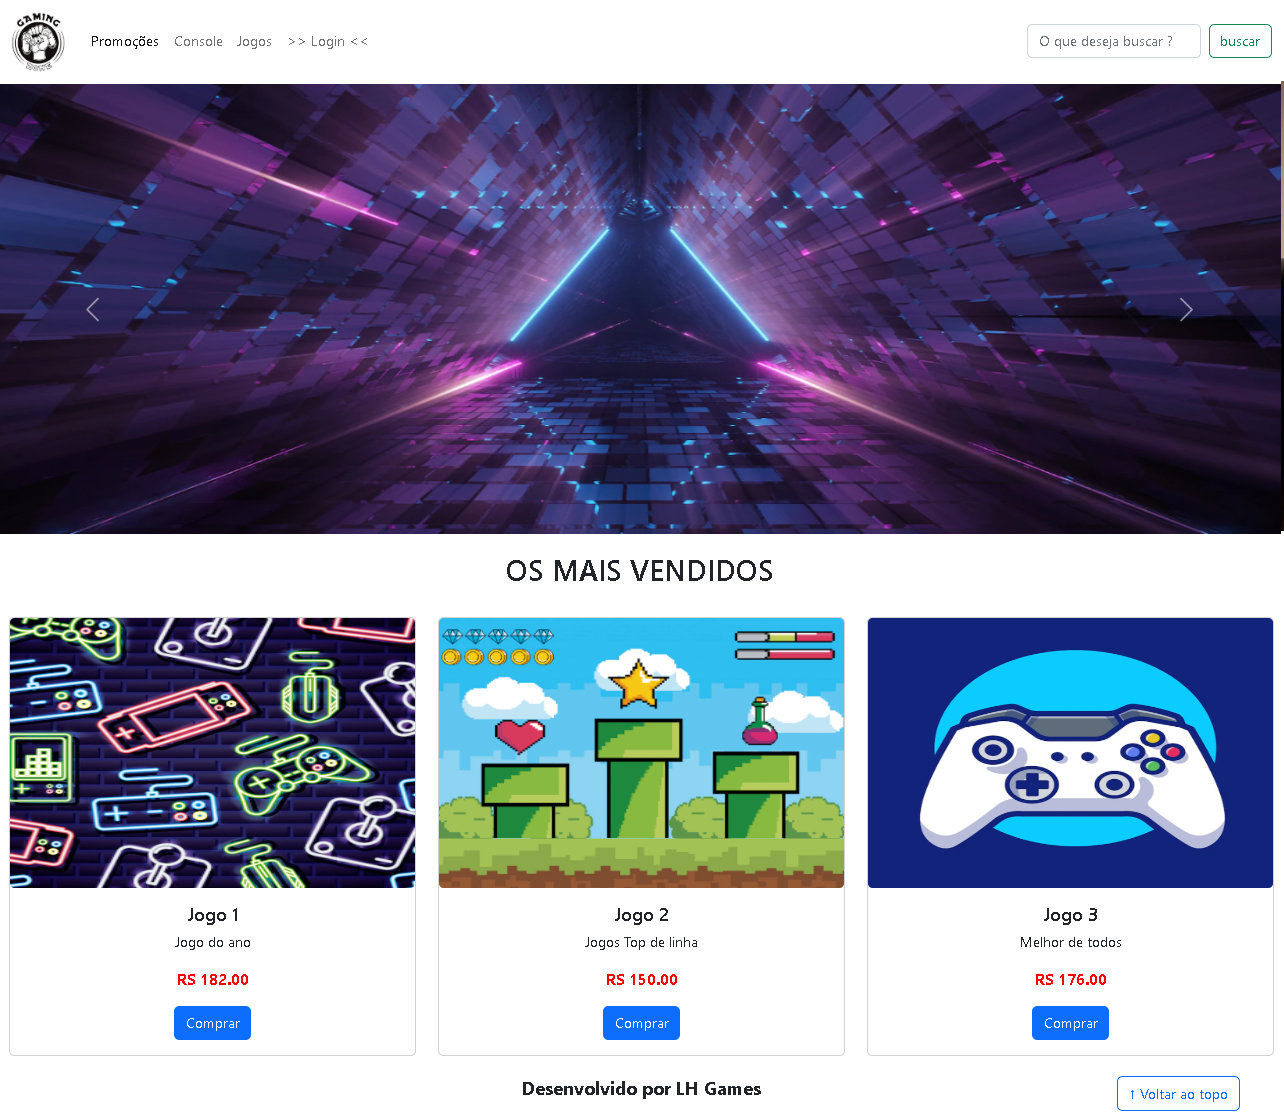 GAMING
Promoções Console Jogos >> Login << O que deseja buscar ? buscar
OS MAIS VENDIDOS
Jogo 1
Jogo do ano
RS 182.00
Comprar
Jogo 2
Jogos Top de linha
RS 150.00
Comprar
Jogo 3
Melhor de todos
RS 176.00
Comprar
Desenvolvido por LH Games
↑ Voltar ao topo